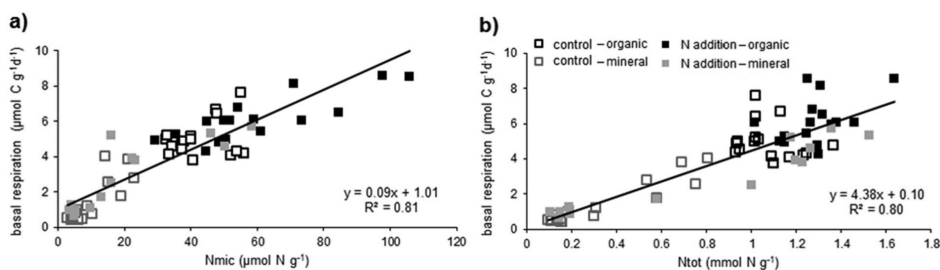 a)
basal respiration (µmol C g⁻¹d⁻¹)
10
8
6
4
2
0
0 20 40 60 80 100 120
Nmic (µmol N g⁻¹)
y = 0.09x + 1.01
R² = 0.81
b)
basal respiration (µmol C g⁻¹d⁻¹)
10
8
6
4
2
0
0 0.2 0.4 0.6 0.8 1 1.2 1.4 1.6 1.8
Ntot (mmol N g⁻¹)
control – organic N addition – organic
control – mineral N addition – mineral
y = 4.38x + 0.10
R² = 0.80